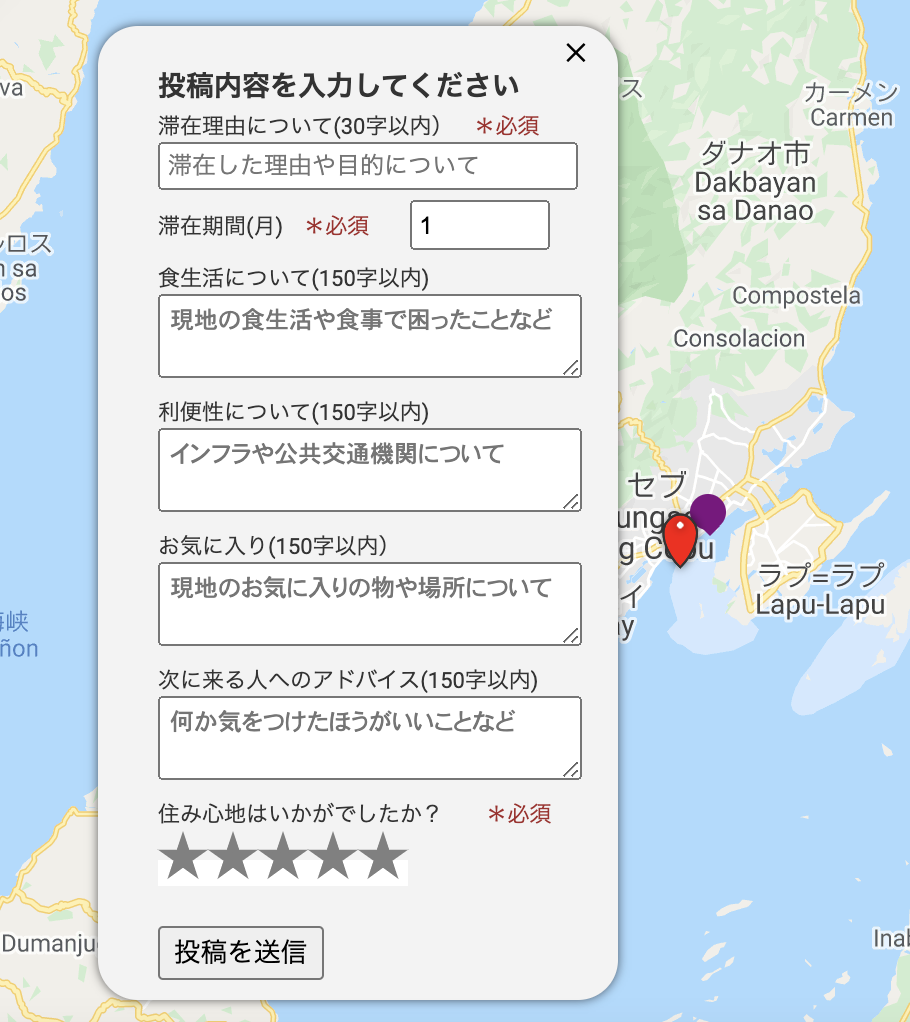 ×
投稿内容を入力してください
滞在理由について(30字以内) ＊必須
滞在した理由や目的について
滞在期間(月) ＊必須 1
食生活について(150字以内)
現地の食生活や食事で困ったことなど
利便性について(150字以内)
インフラや公共交通機関について
お気に入り(150字以内)
現地のお気に入りの物や場所について
次に来る人へのアドバイス(150字以内)
何か気をつけたほうがいいことなど
住み心地はいかがでしたか？ ＊必須
★★★★★
投稿を送信
va
ロス
n sa
os
海峡
ñon
Dumanju
ス
カーメン
Carmen
ダナオ市
Dakbayan
sa Danao
Compostela
Consolacion
セブ
ungs
g C bu
ラプ=ラプ
Lapu-Lapu
イ
ay
Inab